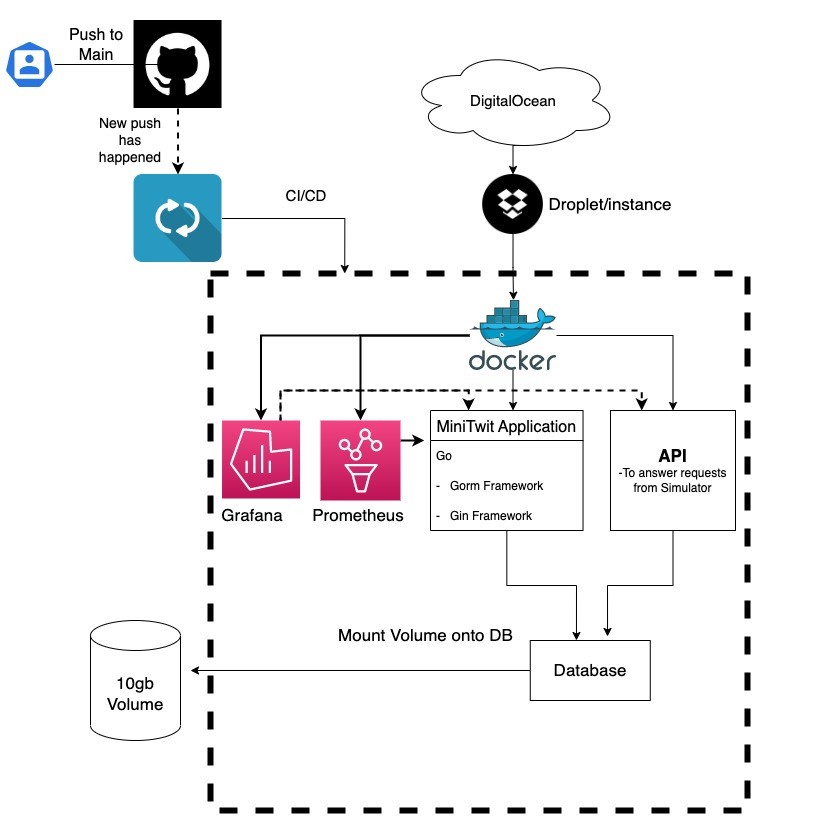 Push to
Main
New push
has
happened
CI/CD
DigitalOcean
Droplet/instance
docker
Grafana
Prometheus
MiniTwit Application
Go
- Gorm Framework
- Gin Framework
API
-To answer requests
from Simulator
Mount Volume onto DB
Database
10gb
Volume